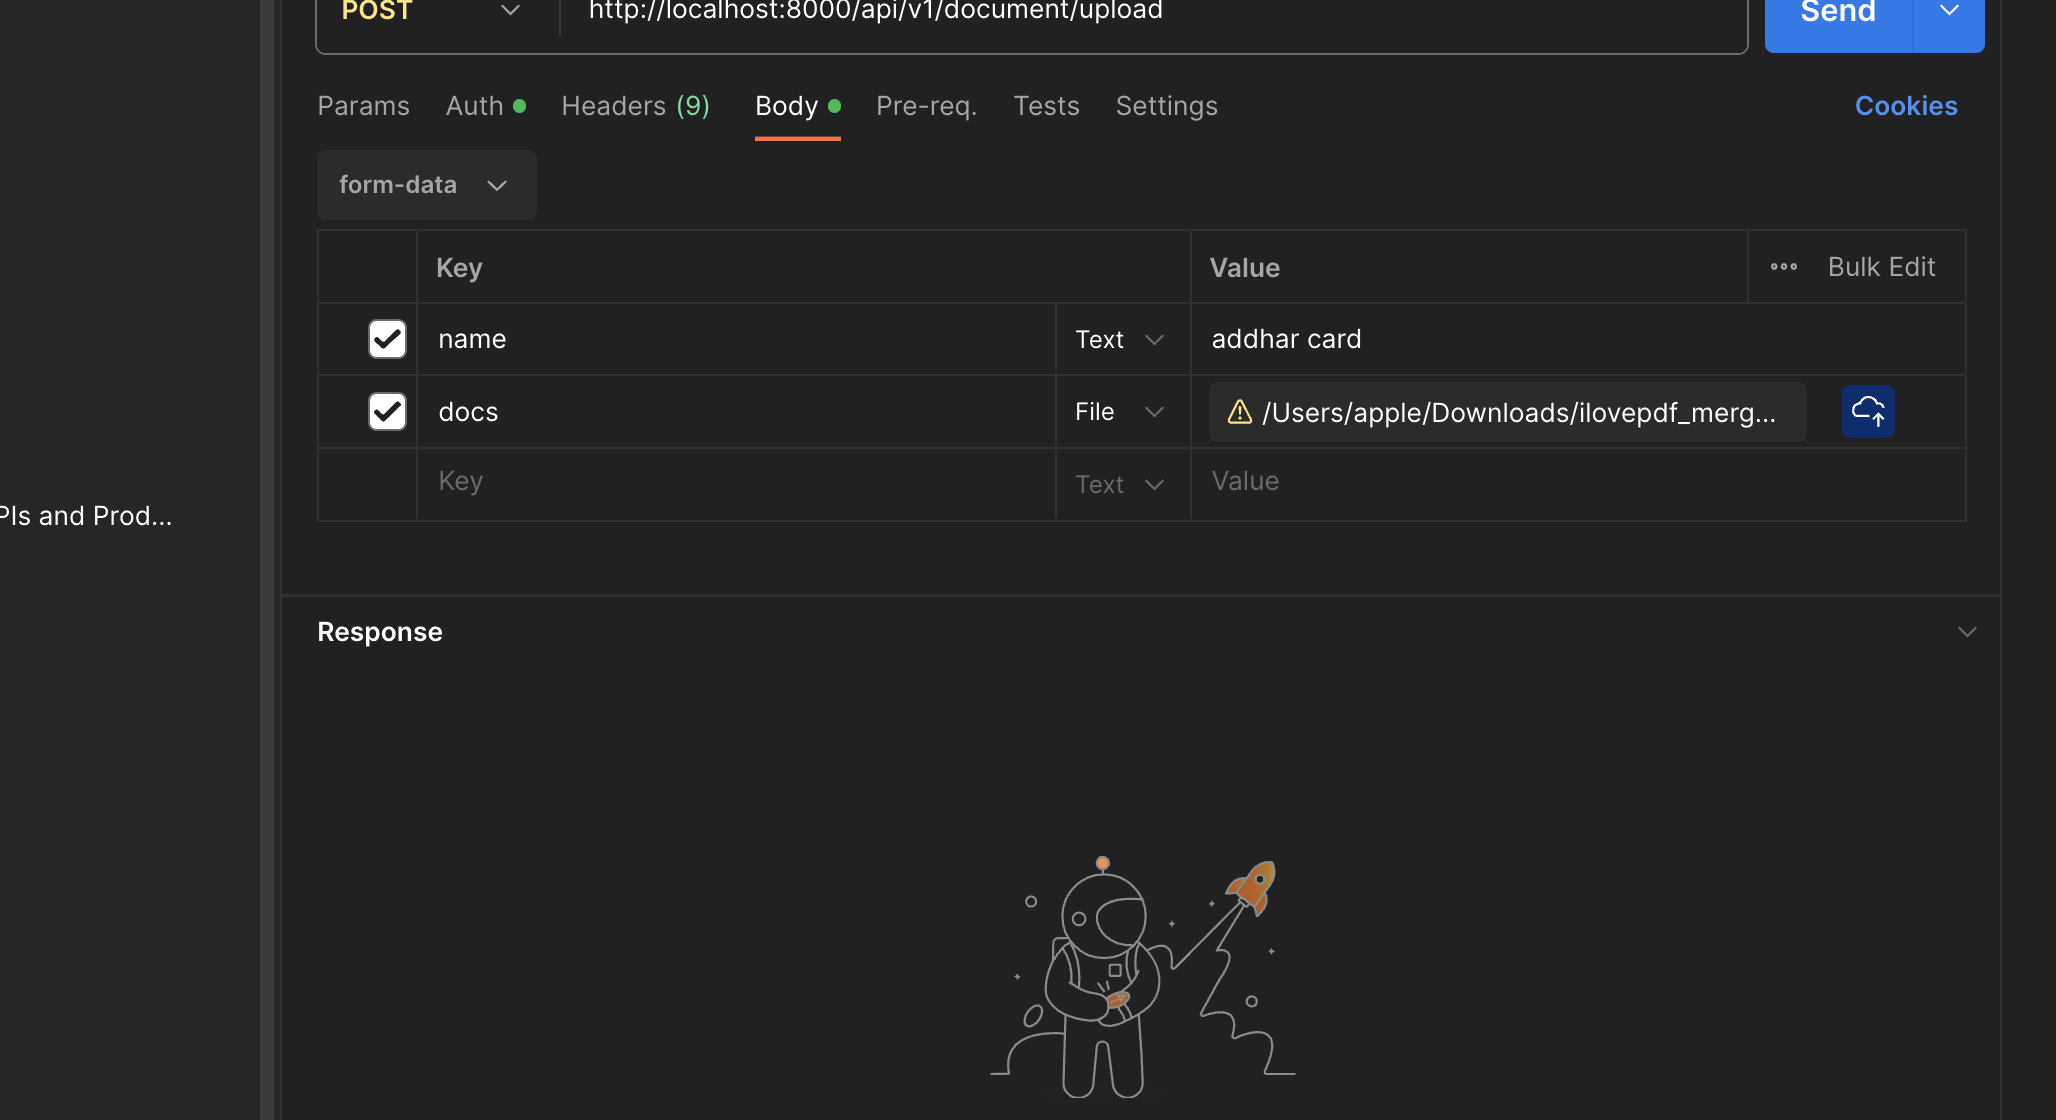 POST http://localhost:8000/api/v1/document/upload Send
Params Auth Headers (9) Body Pre-req. Tests Settings Cookies
form-data
Key Value Bulk Edit
name Text addhar card
docs File /Users/apple/Downloads/ilovepdf_merg...
Key Text Value
PIs and Prod...
Response